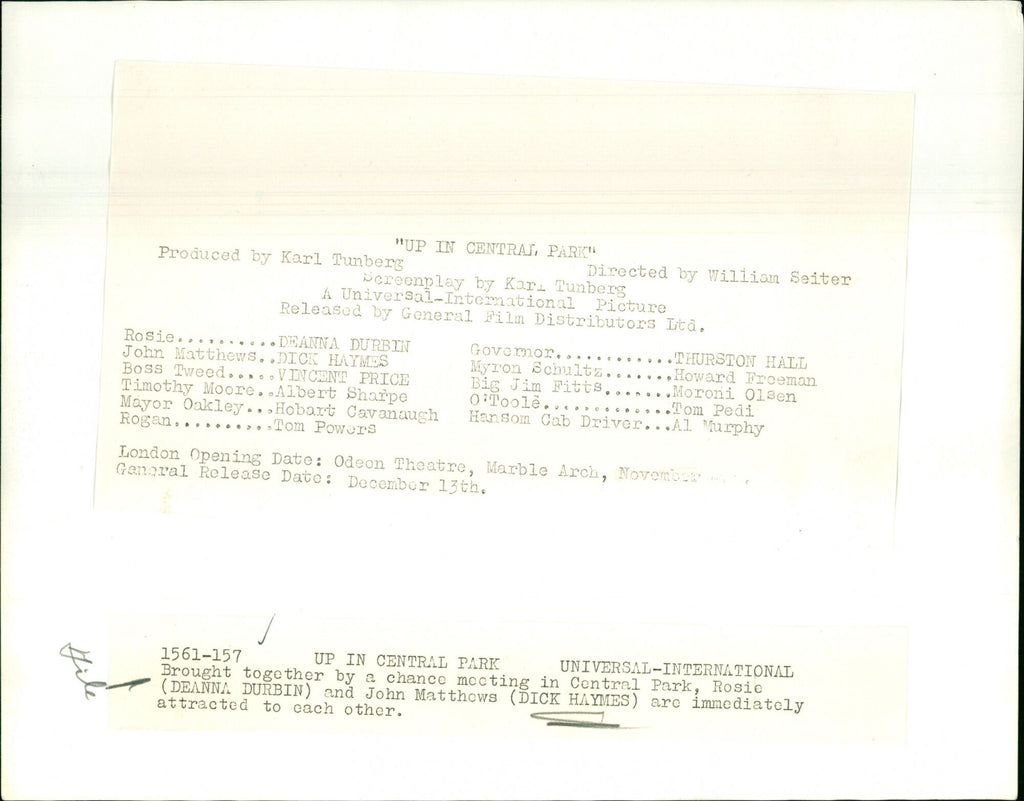 "UP IN CENTRAL PARK"
Produced by Karl Tunberg Directed by William Seiter
Screenplay by Karl Tunberg
A Universal-International Picture
Released by General Film Distributors Ltd.
Rosie..........DEANNA DURBIN Governor............THURSTON HALL
John Matthews..DICK HAYMES Myron Schultz.......Howard Freeman
Boss Tweed.....VINCENT PRICE Big Jim Fitts.......Moroni Olsen
Timothy Moore..Albert Sharpe O'Toole.............Tom Pedi
Mayor Oakley...Hobart Cavanaugh Hansom Cab Driver...Al Murphy
Rogan..........Tom Powers
London Opening Date: Odeon Theatre, Marble Arch, November
General Release Date: December 13th.
File
1561-157 UP IN CENTRAL PARK UNIVERSAL-INTERNATIONAL
Brought together by a chance meeting in Central Park, Rosie
(DEANNA DURBIN) and John Matthews (DICK HAYMES) are immediately
attracted to each other.